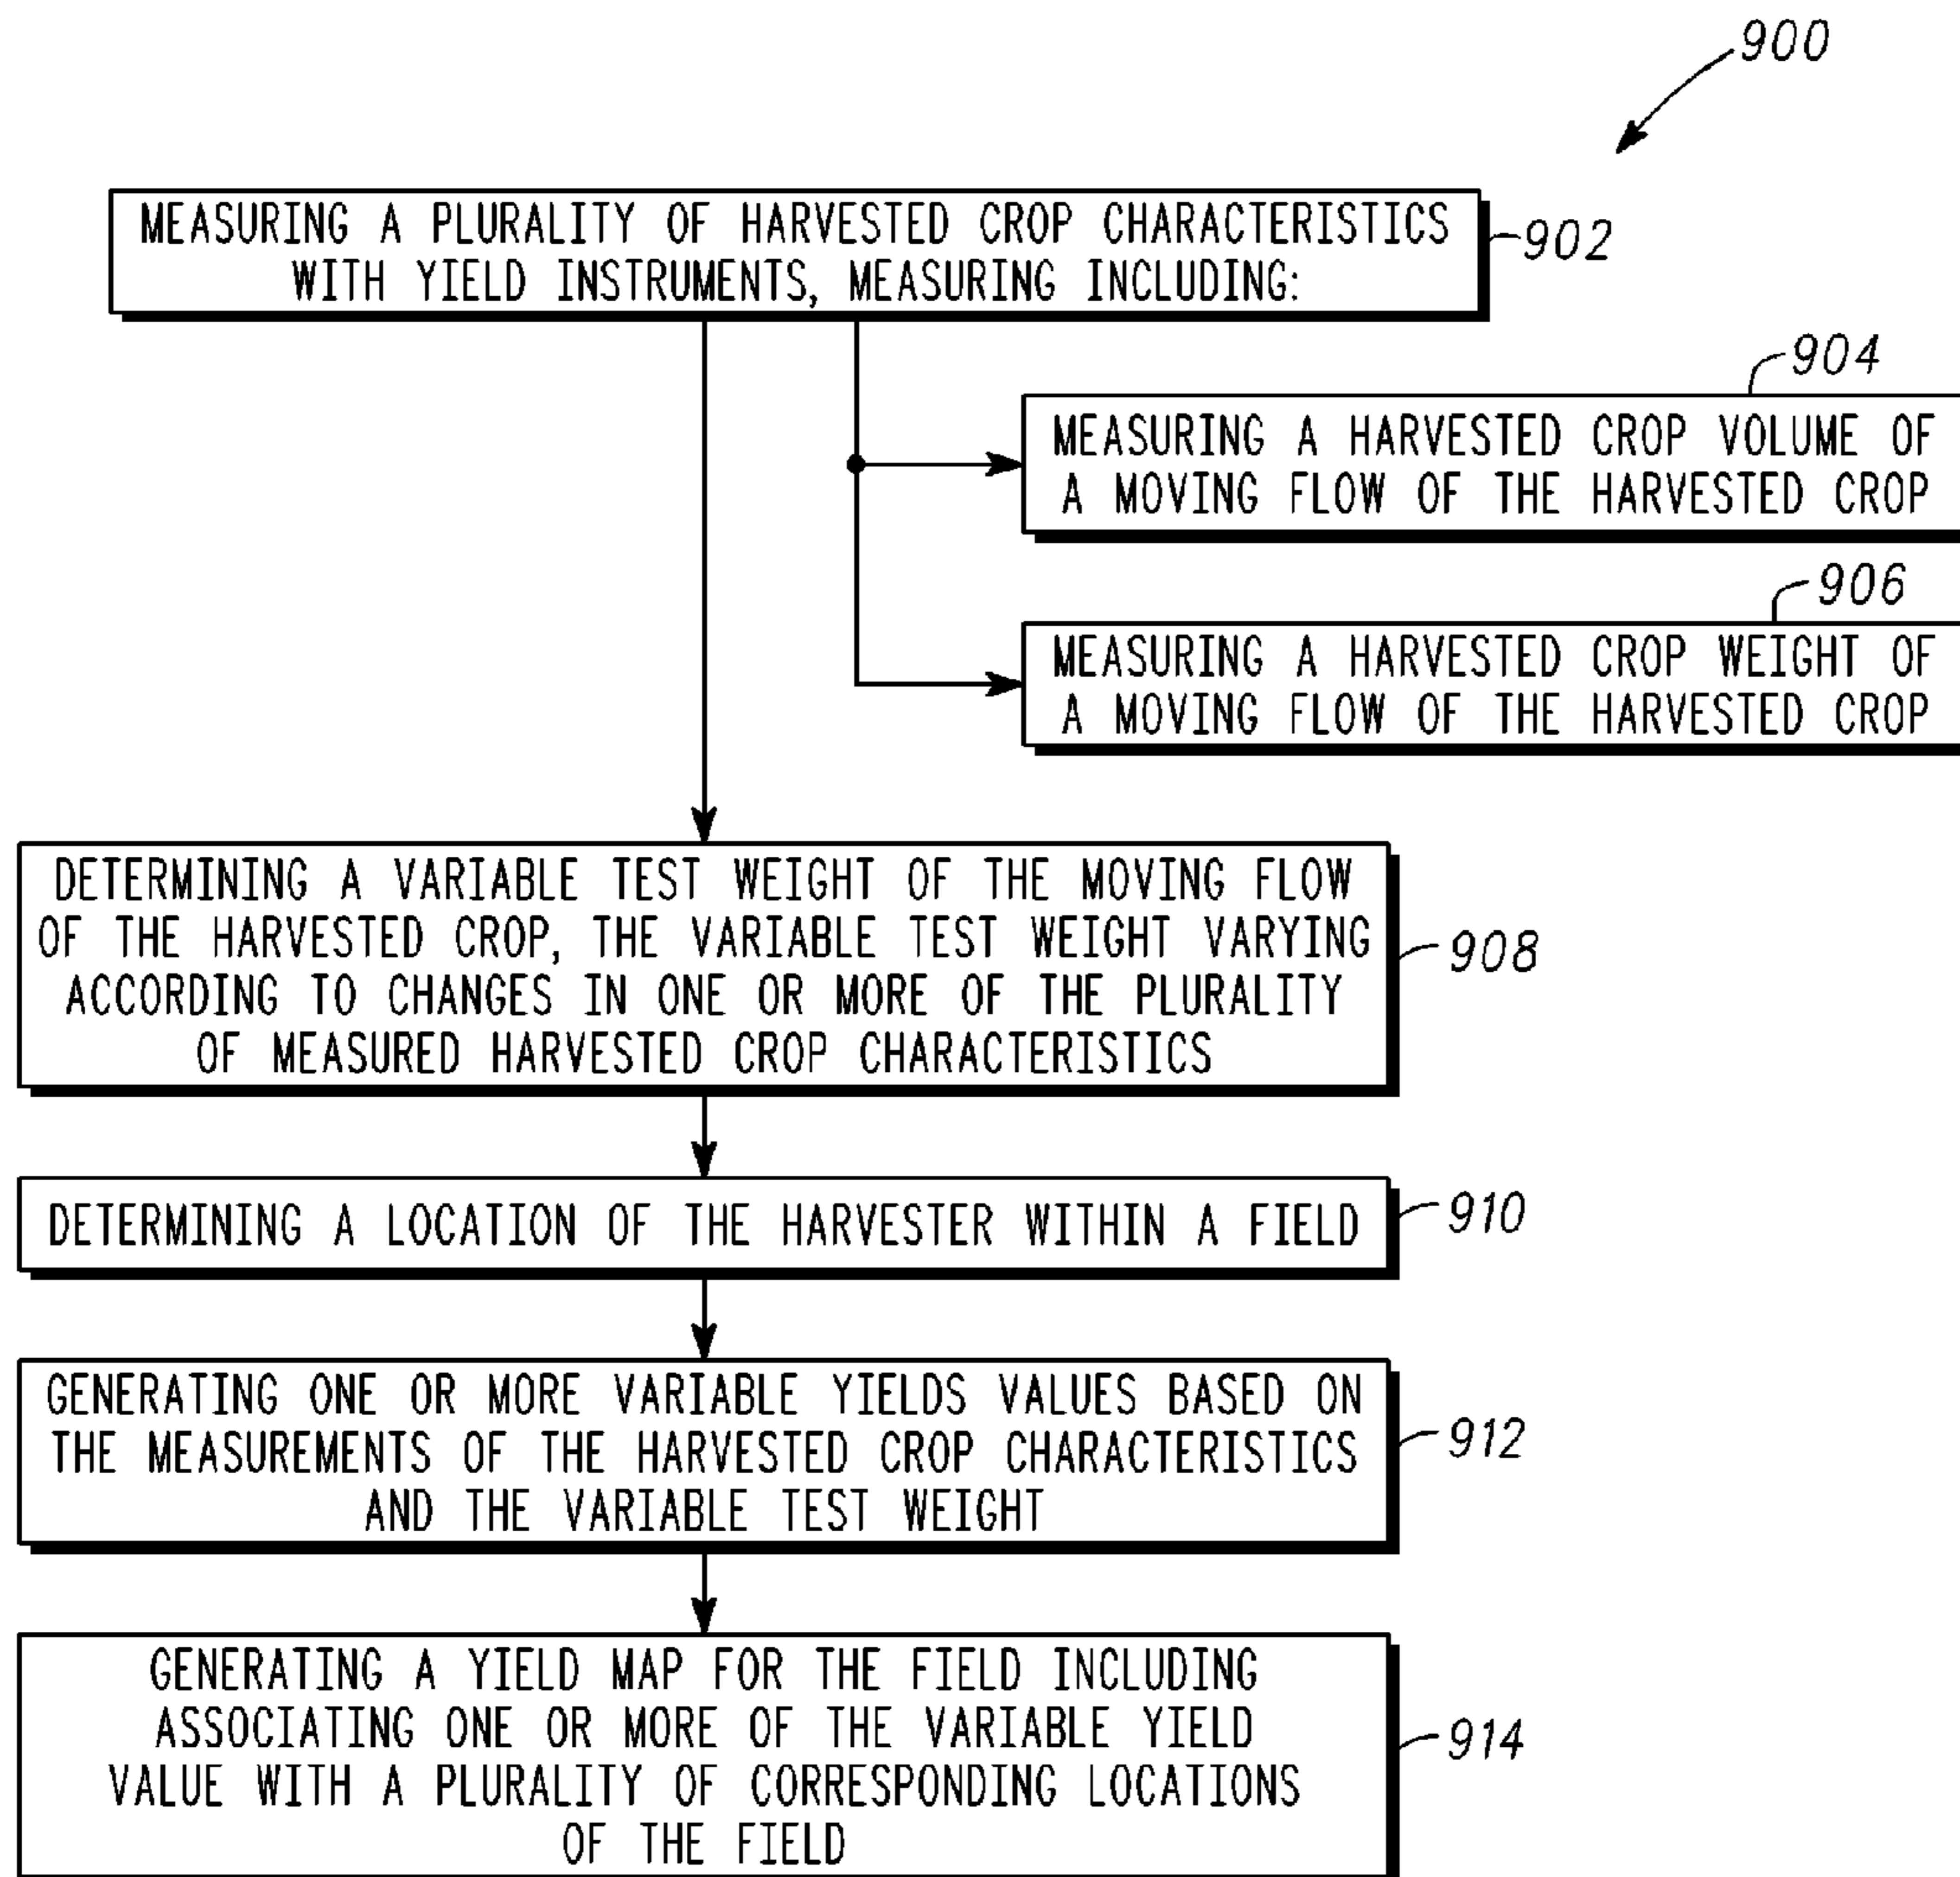 900
MEASURING A PLURALITY OF HARVESTED CROP CHARACTERISTICS
WITH YIELD INSTRUMENTS, MEASURING INCLUDING:
902
904
MEASURING A HARVESTED CROP VOLUME OF
A MOVING FLOW OF THE HARVESTED CROP
906
MEASURING A HARVESTED CROP WEIGHT OF
A MOVING FLOW OF THE HARVESTED CROP
DETERMINING A VARIABLE TEST WEIGHT OF THE MOVING FLOW
OF THE HARVESTED CROP, THE VARIABLE TEST WEIGHT VARYING
ACCORDING TO CHANGES IN ONE OR MORE OF THE PLURALITY
OF MEASURED HARVESTED CROP CHARACTERISTICS
908
DETERMINING A LOCATION OF THE HARVESTER WITHIN A FIELD
910
GENERATING ONE OR MORE VARIABLE YIELDS VALUES BASED ON
THE MEASUREMENTS OF THE HARVESTED CROP CHARACTERISTICS
AND THE VARIABLE TEST WEIGHT
912
GENERATING A YIELD MAP FOR THE FIELD INCLUDING
ASSOCIATING ONE OR MORE OF THE VARIABLE YIELD
VALUE WITH A PLURALITY OF CORRESPONDING LOCATIONS
OF THE FIELD
914